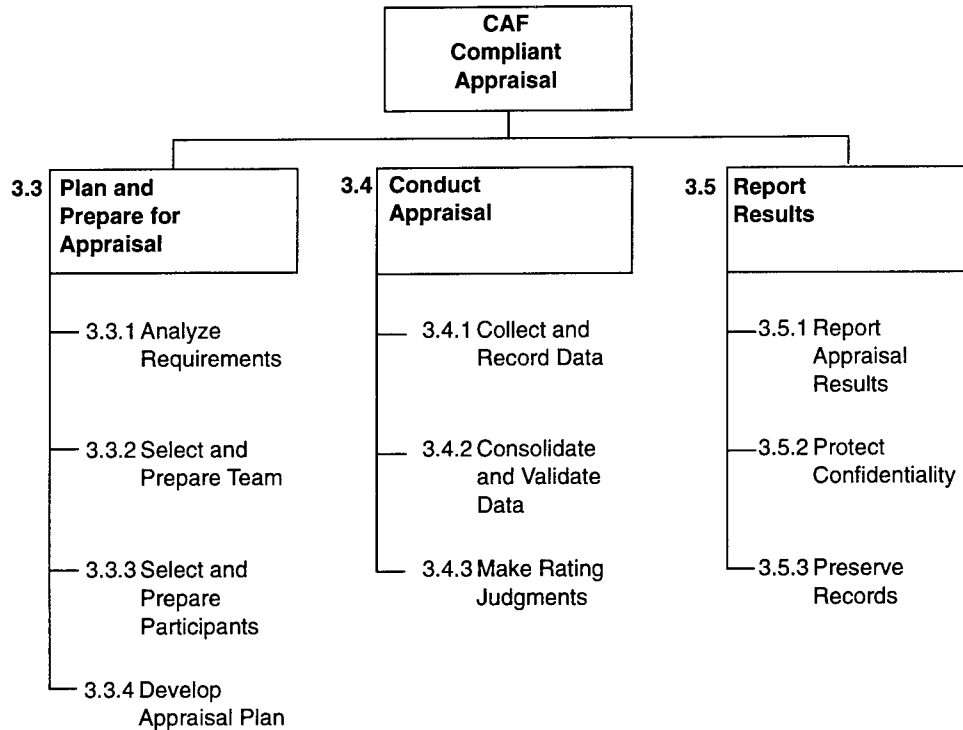 CAF
Compliant
Appraisal
3.3 Plan and
Prepare for
Appraisal
3.3.1 Analyze
Requirements
3.3.2 Select and
Prepare Team
3.3.3 Select and
Prepare
Participants
3.3.4 Develop
Appraisal Plan
3.4 Conduct
Appraisal
3.4.1 Collect and
Record Data
3.4.2 Consolidate
and Validate
Data
3.4.3 Make Rating
Judgments
3.5 Report
Results
3.5.1 Report
Appraisal
Results
3.5.2 Protect
Confidentiality
3.5.3 Preserve
Records